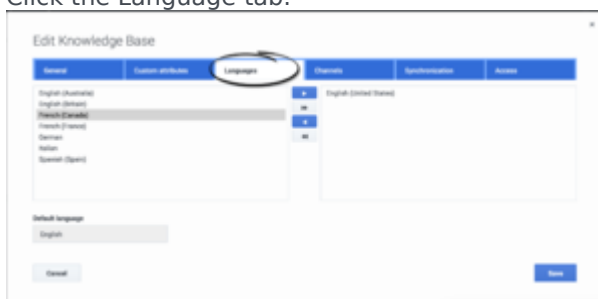 Click the Language tab.
×
Edit Knowledge Base
General Custom attributes Languages Channels Synchronization Access
English (Australia)
English (Britain)
French (Canada)
French (France)
German
Italian
Spanish (Spain)
English (United States)
Default language
English
Cancel Save